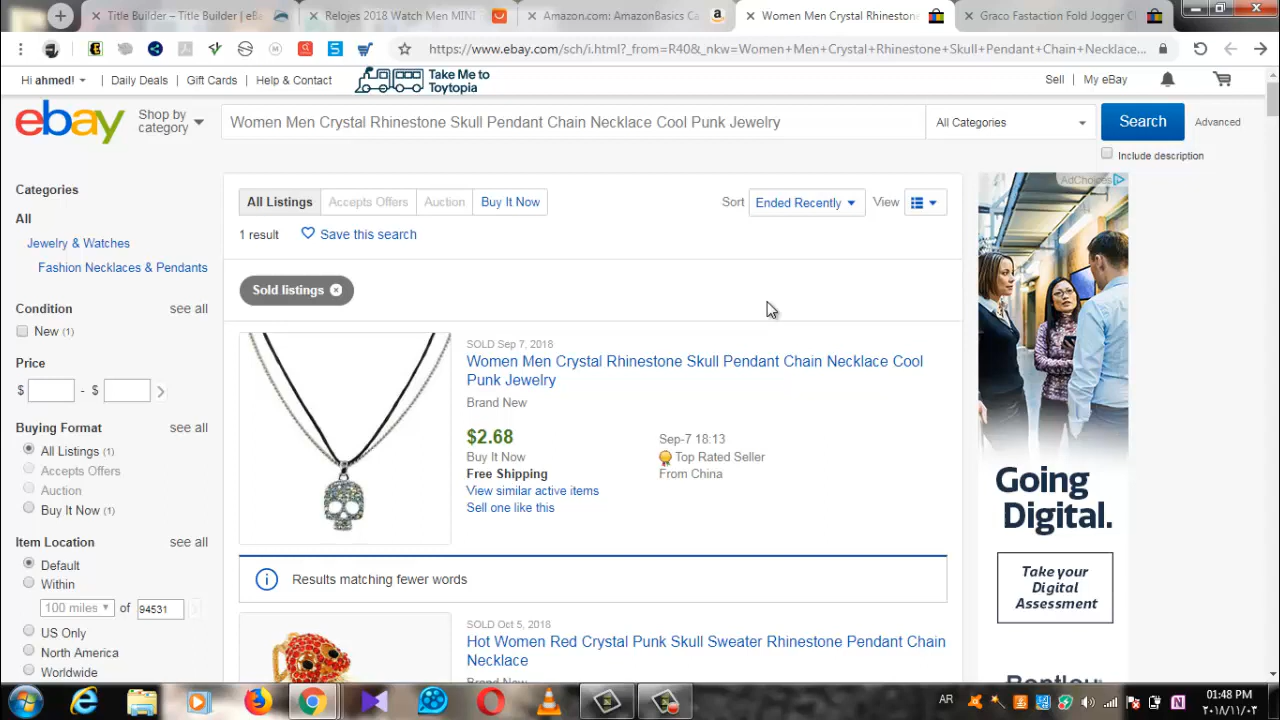 Title Builder – Title Builder | eBa
Relojes 2018 Watch Men MINI
Amazon.com: AmazonBasics Ca
Women Men Crystal Rhinestone
Graco Fastaction Fold Jogger C
https://www.ebay.com/sch/i.html?_from=R40&_nkw=Women+Men+Crystal+Rhinestone+Skull+Pendant+Chain+Necklace...
Hi ahmed!
Daily Deals
Gift Cards
Help & Contact
Take Me to
Toytopia
Sell
My eBay
ebay
Shop by
category
Women Men Crystal Rhinestone Skull Pendant Chain Necklace Cool Punk Jewelry
All Categories
Search
Advanced
Include description
Categories
All
Jewelry & Watches
Fashion Necklaces & Pendants
Condition see all
New (1)
Price
$ - $
Buying Format see all
All Listings (1)
Accepts Offers
Auction
Buy It Now (1)
Item Location see all
Default
Within
100 miles of 94531
US Only
North America
Worldwide
All Listings Accepts Offers Auction Buy It Now
Sort Ended Recently View
1 result Save this search
Sold listings
SOLD Sep 7, 2018
Women Men Crystal Rhinestone Skull Pendant Chain Necklace Cool
Punk Jewelry
Brand New
$2.68
Buy It Now
Free Shipping
View similar active items
Sell one like this
Sep-7 18:13
Top Rated Seller
From China
Results matching fewer words
SOLD Oct 5, 2018
Hot Women Red Crystal Punk Skull Sweater Rhinestone Pendant Chain
Necklace
AdChoices
Going
Digital.
Take your
Digital
Assessment
AR
01:48 PM
٢٠١٨/١١/٠٣